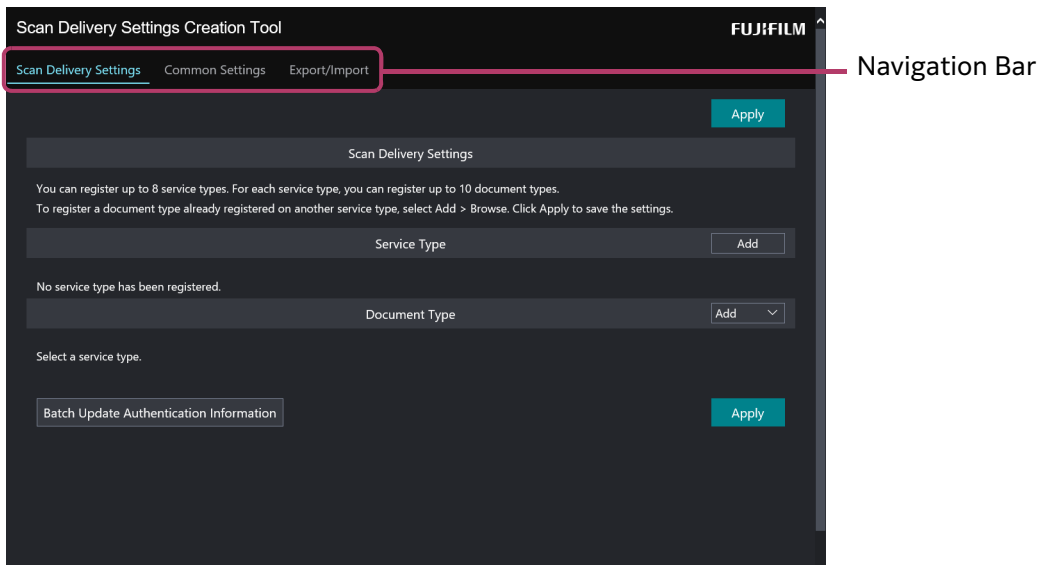 Scan Delivery Settings Creation Tool
FUJIFILM
Scan Delivery Settings Common Settings Export/Import
Navigation Bar
Apply
Scan Delivery Settings
You can register up to 8 service types. For each service type, you can register up to 10 document types.
To register a document type already registered on another service type, select Add > Browse. Click Apply to save the settings.
Service Type
Add
No service type has been registered.
Document Type
Add
Select a service type.
Batch Update Authentication Information
Apply